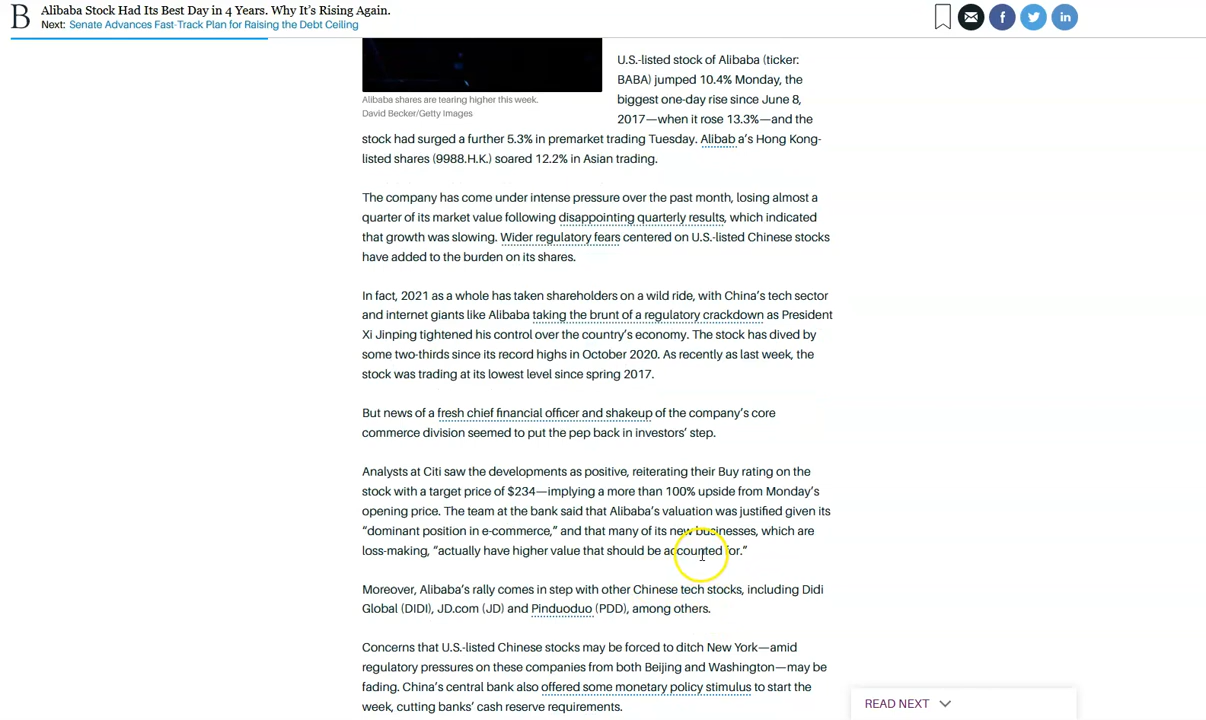 B
Alibaba Stock Had Its Best Day in 4 Years. Why It's Rising Again.
Next: Senate Advances Fast-Track Plan for Raising the Debt Ceiling
Alibaba shares are tearing higher this week.
David Becker/Getty Images
U.S.-listed stock of Alibaba (ticker:
BABA) jumped 10.4% Monday, the
biggest one-day rise since June 8,
2017—when it rose 13.3%—and the
stock had surged a further 5.3% in premarket trading Tuesday. Alibab a's Hong Kong-
listed shares (9988.H.K.) soared 12.2% in Asian trading.
The company has come under intense pressure over the past month, losing almost a
quarter of its market value following disappointing quarterly results, which indicated
that growth was slowing. Wider regulatory fears centered on U.S.-listed Chinese stocks
have added to the burden on its shares.
In fact, 2021 as a whole has taken shareholders on a wild ride, with China's tech sector
and internet giants like Alibaba taking the brunt of a regulatory crackdown as President
Xi Jinping tightened his control over the country's economy. The stock has dived by
some two-thirds since its record highs in October 2020. As recently as last week, the
stock was trading at its lowest level since spring 2017.
But news of a fresh chief financial officer and shakeup of the company's core
commerce division seemed to put the pep back in investors' step.
Analysts at Citi saw the developments as positive, reiterating their Buy rating on the
stock with a target price of $234—implying a more than 100% upside from Monday's
opening price. The team at the bank said that Alibaba's valuation was justified given its
“dominant position in e-commerce,” and that many of its new businesses, which are
loss-making, “actually have higher value that should be accounted for.”
Moreover, Alibaba's rally comes in step with other Chinese tech stocks, including Didi
Global (DIDI), JD.com (JD) and Pinduoduo (PDD), among others.
Concerns that U.S.-listed Chinese stocks may be forced to ditch New York—amid
regulatory pressures on these companies from both Beijing and Washington—may be
fading. China's central bank also offered some monetary policy stimulus to start the
week, cutting banks' cash reserve requirements.
READ NEXT